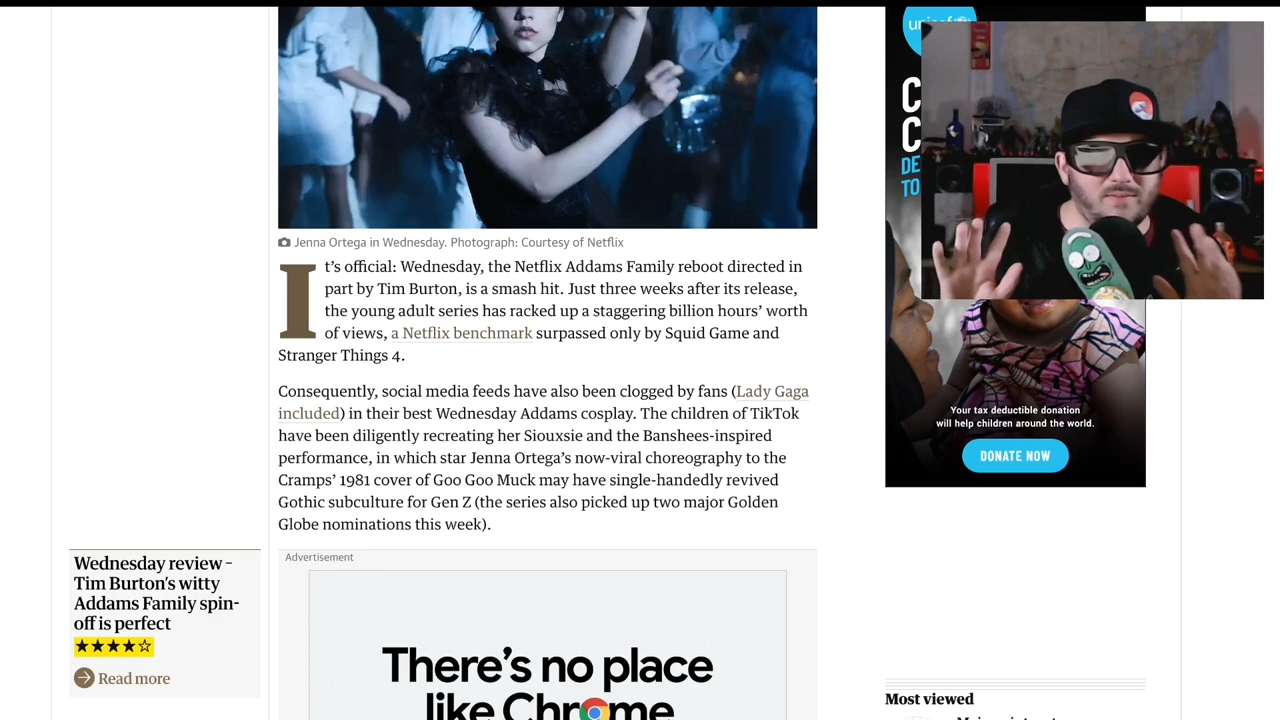 unicef
C
C
DE
TO
Jenna Ortega in Wednesday. Photograph: Courtesy of Netflix
It's official: Wednesday, the Netflix Addams Family reboot directed in
part by Tim Burton, is a smash hit. Just three weeks after its release,
the young adult series has racked up a staggering billion hours' worth
of views, a Netflix benchmark surpassed only by Squid Game and
Stranger Things 4.
Consequently, social media feeds have also been clogged by fans (Lady Gaga
included) in their best Wednesday Addams cosplay. The children of TikTok
have been diligently recreating her Siouxsie and the Banshees-inspired
performance, in which star Jenna Ortega's now-viral choreography to the
Cramps' 1981 cover of Goo Goo Muck may have single-handedly revived
Gothic subculture for Gen Z (the series also picked up two major Golden
Globe nominations this week).
Your tax deductible donation
will help children around the world.
DONATE NOW
Wednesday review –
Tim Burton's witty
Addams Family spin-
off is perfect
★★★★☆
Read more
Advertisement
There's no place
like Chrome
Most viewed